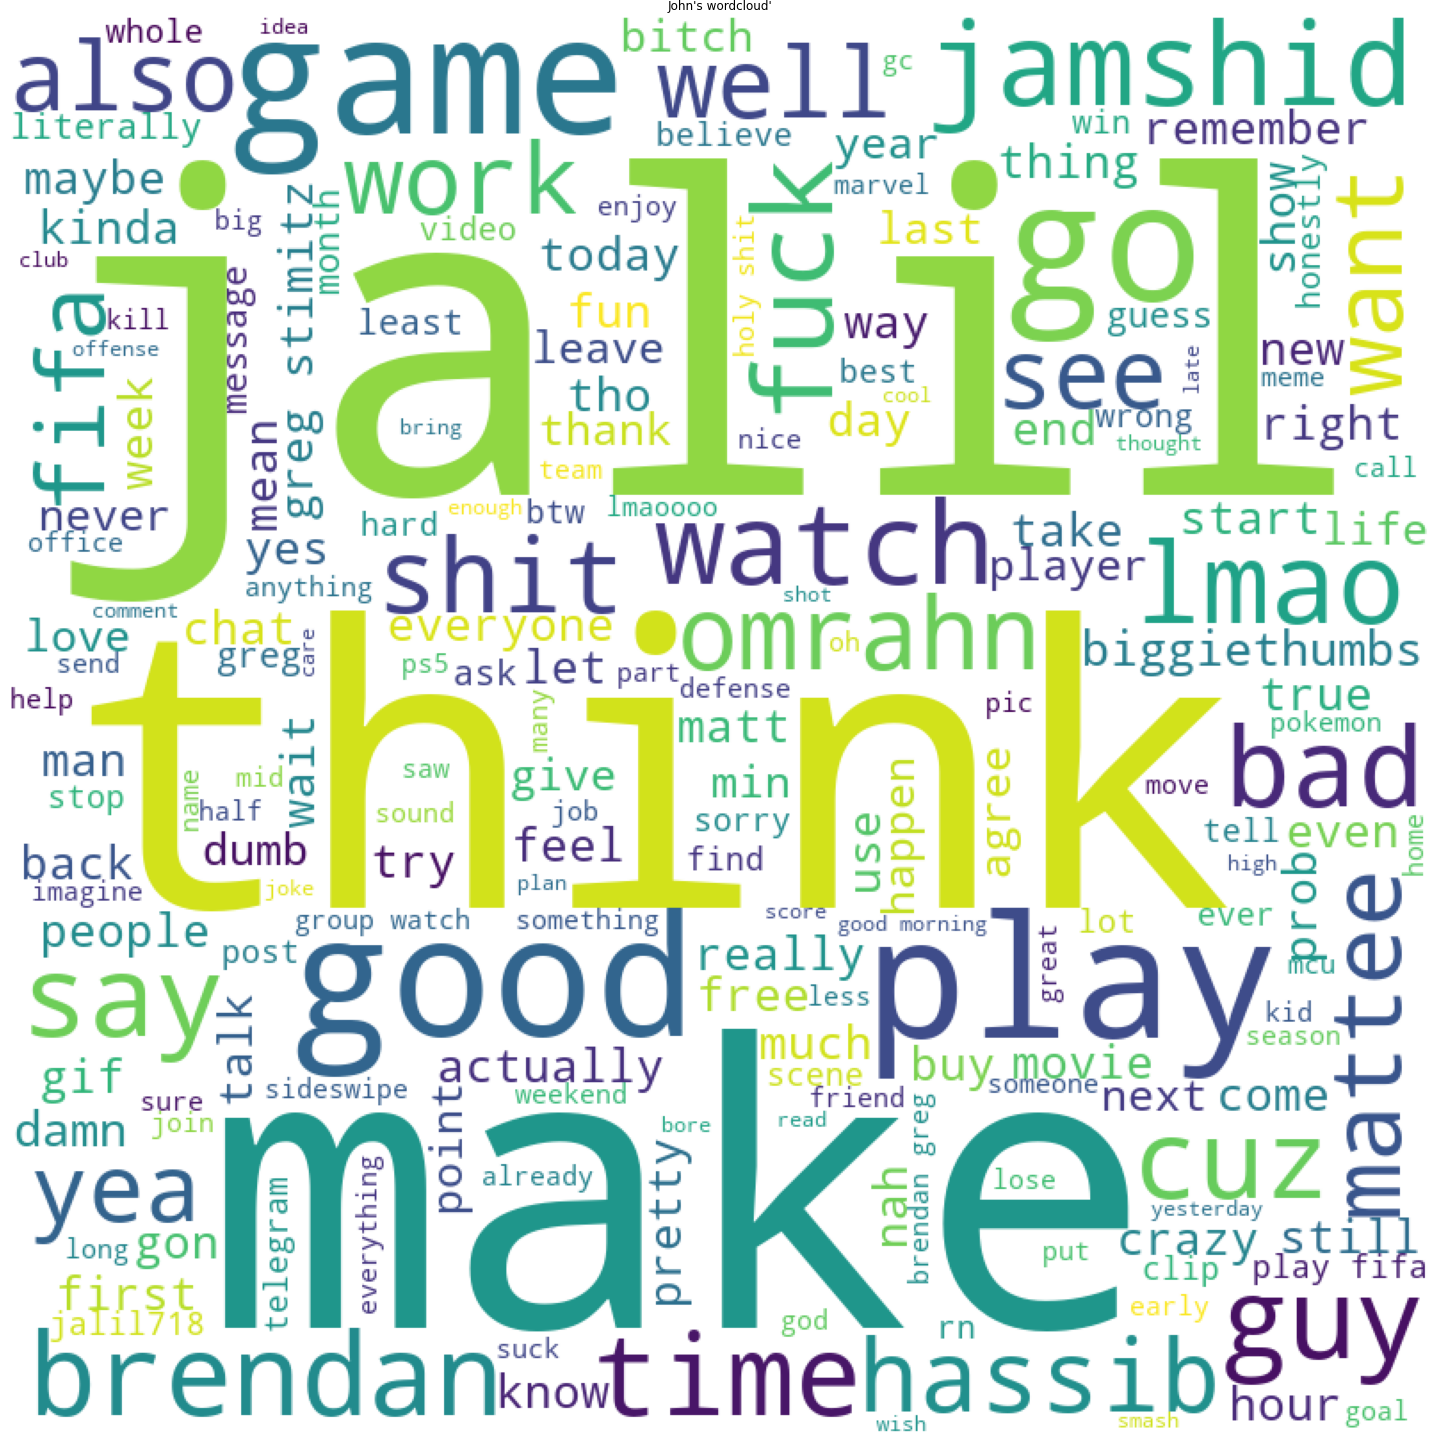 John's wordcloud'
whole
idea
also
game
bitch
well
gc
jamshid
literally
believe
win
remember
maybe
work
year
thing
kinda
big
month
video
enjoy
marvel
fuck
last
go
show
honestly
want
club
message
greg stimitz
today
holy shit
fifa
kill
jalil
least
fun
way
guess
new
offense
leave
see
late
meme
week
tho
best
cool
wrong
right
mean
bring
thank
nice
day
end
thought
team
call
never
hard
enough
btw
lmaoooo
watch
take
start
life
office
yes
shit
player
lmao
anything
shot
comment
love
chat
everyone
omrahn
oh
biggiethumbs
send
greg
care
ps5
ask
let
part
defense
help
think
many
matt
pic
true
pokemon
man
wait
mid
saw
give
min
happen
agree
move
bad
stop
name
half
sound
job
sorry
use
tell
even
home
back
dumb
try
feel
find
high
prob
imagine
joke
plan
people
group watch
something
score
good morning
lot
ever
mattee
post
good
really
play
great
mcu
say
talk
free
less
kid
season
gif
actually
much
buy
movie
sideswipe
scene
someone
sure
point
weekend
friend
next
come
damn
join
make
bore
read
brendan greg
cuz
yea
telegram
everything
already
pretty
nah
lose
yesterday
long
gon
put
crazy
still
first
clip
play fifa
jalil718
god
rn
early
guy
brendan
suck
know
time
hassib
hour
goal
wish
smash